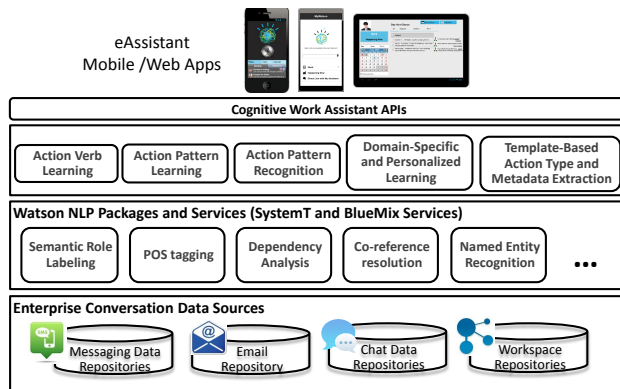 eAssistant
Mobile /Web Apps
Cognitive Work Assistant APIs
Action Verb
Learning
Action Pattern
Learning
Action Pattern
Recognition
Domain-Specific
and Personalized
Learning
Template-Based
Action Type and
Metadata Extraction
Watson NLP Packages and Services (SystemT and BlueMix Services)
Semantic Role
Labeling
POS tagging
Dependency
Analysis
Co-reference
resolution
Named Entity
Recognition
...
Enterprise Conversation Data Sources
Messaging Data
Repositories
@
Email
Repository
Chat Data
Repositories
Workspace
Repositories